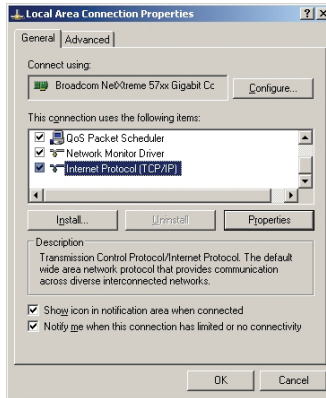 Local Area Connection Properties
General Advanced
Connect using:
Broadcom NetXtreme 57xx Gigabit Cc Configure...
This connection uses the following items:
QoS Packet Scheduler
Network Monitor Driver
Internet Protocol (TCP/IP)
Install... Uninstall Properties
Description
Transmission Control Protocol/Internet Protocol. The default
wide area network protocol that provides communication
across diverse interconnected networks.
Show icon in notification area when connected
Notify me when this connection has limited or no connectivity
OK Cancel